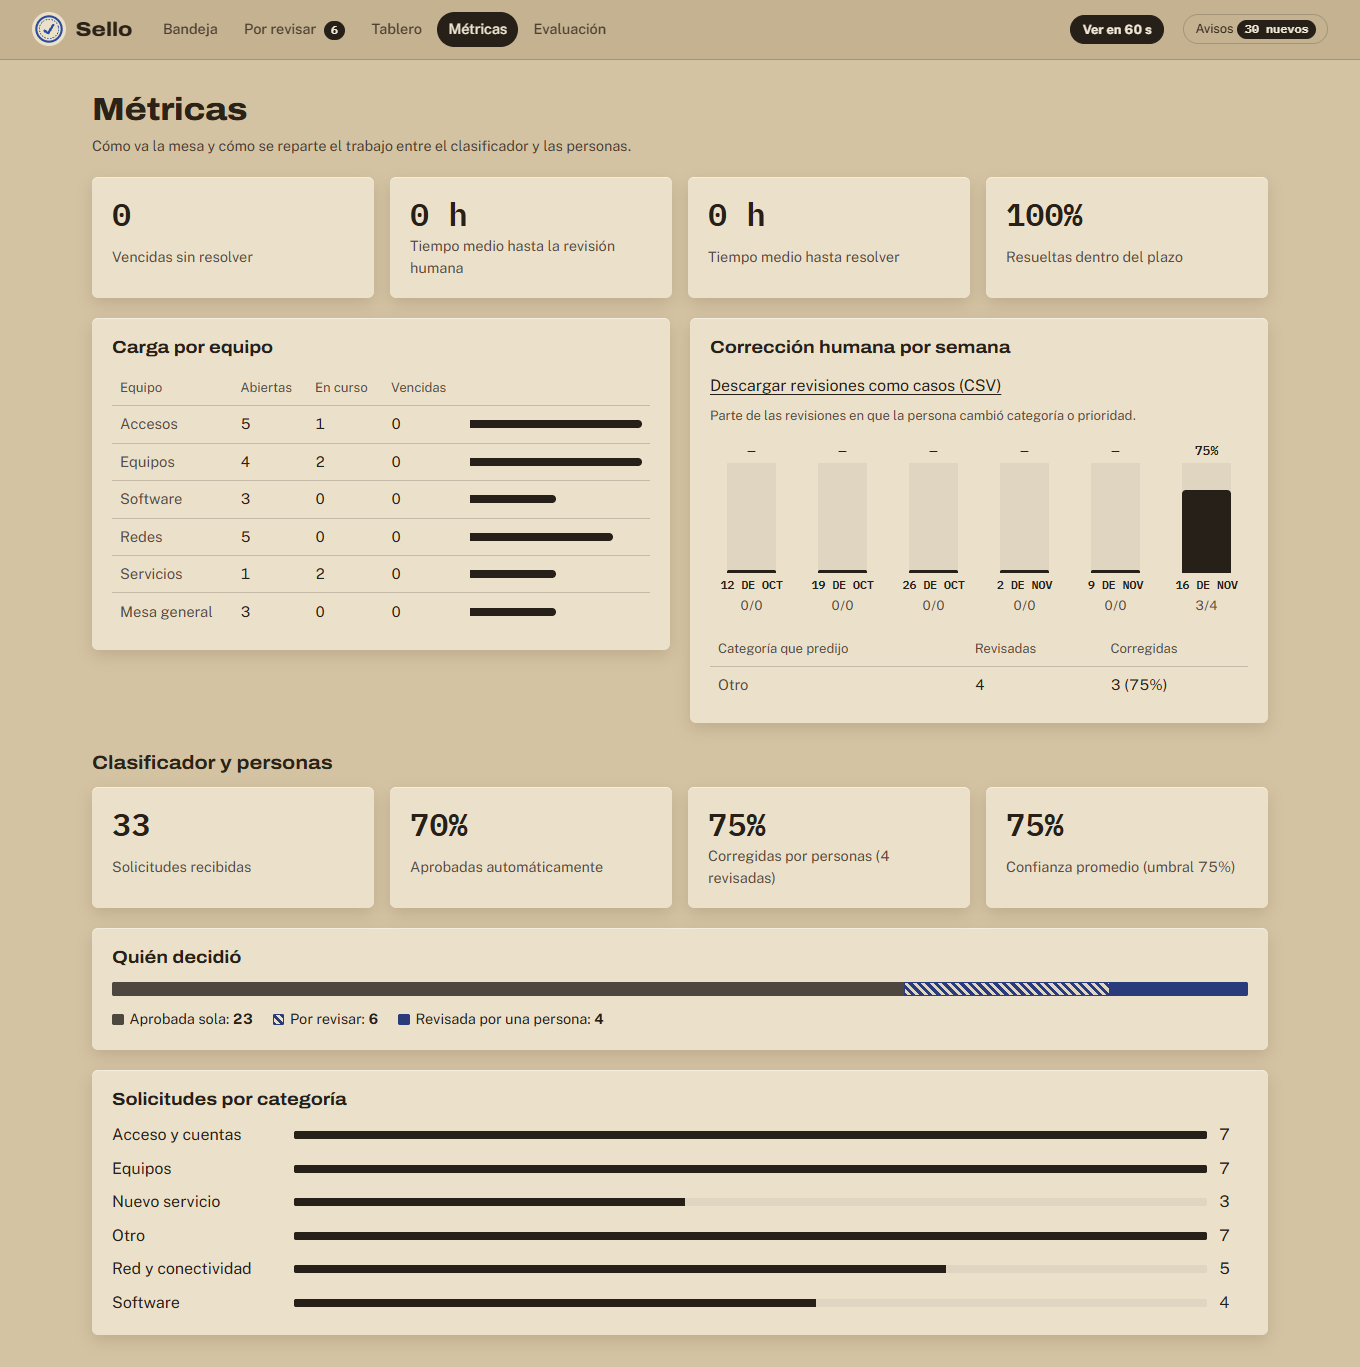 Sello Bandeja Por revisar 6 Tablero Métricas Evaluación Ver en 60 s Avisos 30 nuevos
Métricas
Cómo va la mesa y cómo se reparte el trabajo entre el clasificador y las personas.
0
Vencidas sin resolver
0 h
Tiempo medio hasta la revisión
humana
0 h
Tiempo medio hasta resolver
100%
Resueltas dentro del plazo
Carga por equipo
Equipo Abiertas En curso Vencidas
Accesos 5 1 0
Equipos 4 2 0
Software 3 0 0
Redes 5 0 0
Servicios 1 2 0
Mesa general 3 0 0
Corrección humana por semana
Descargar revisiones como casos (CSV)
Parte de las revisiones en que la persona cambió categoría o prioridad.
– – – – – 75%
12 DE OCT 19 DE OCT 26 DE OCT 2 DE NOV 9 DE NOV 16 DE NOV
0/0 0/0 0/0 0/0 0/0 3/4
Categoría que predijo Revisadas Corregidas
Otro 4 3 (75%)
Clasificador y personas
33
Solicitudes recibidas
70%
Aprobadas automáticamente
75%
Corregidas por personas (4
revisadas)
75%
Confianza promedio (umbral 75%)
Quién decidió
Aprobada sola: 23 Por revisar: 6 Revisada por una persona: 4
Solicitudes por categoría
Acceso y cuentas 7
Equipos 7
Nuevo servicio 3
Otro 7
Red y conectividad 5
Software 4